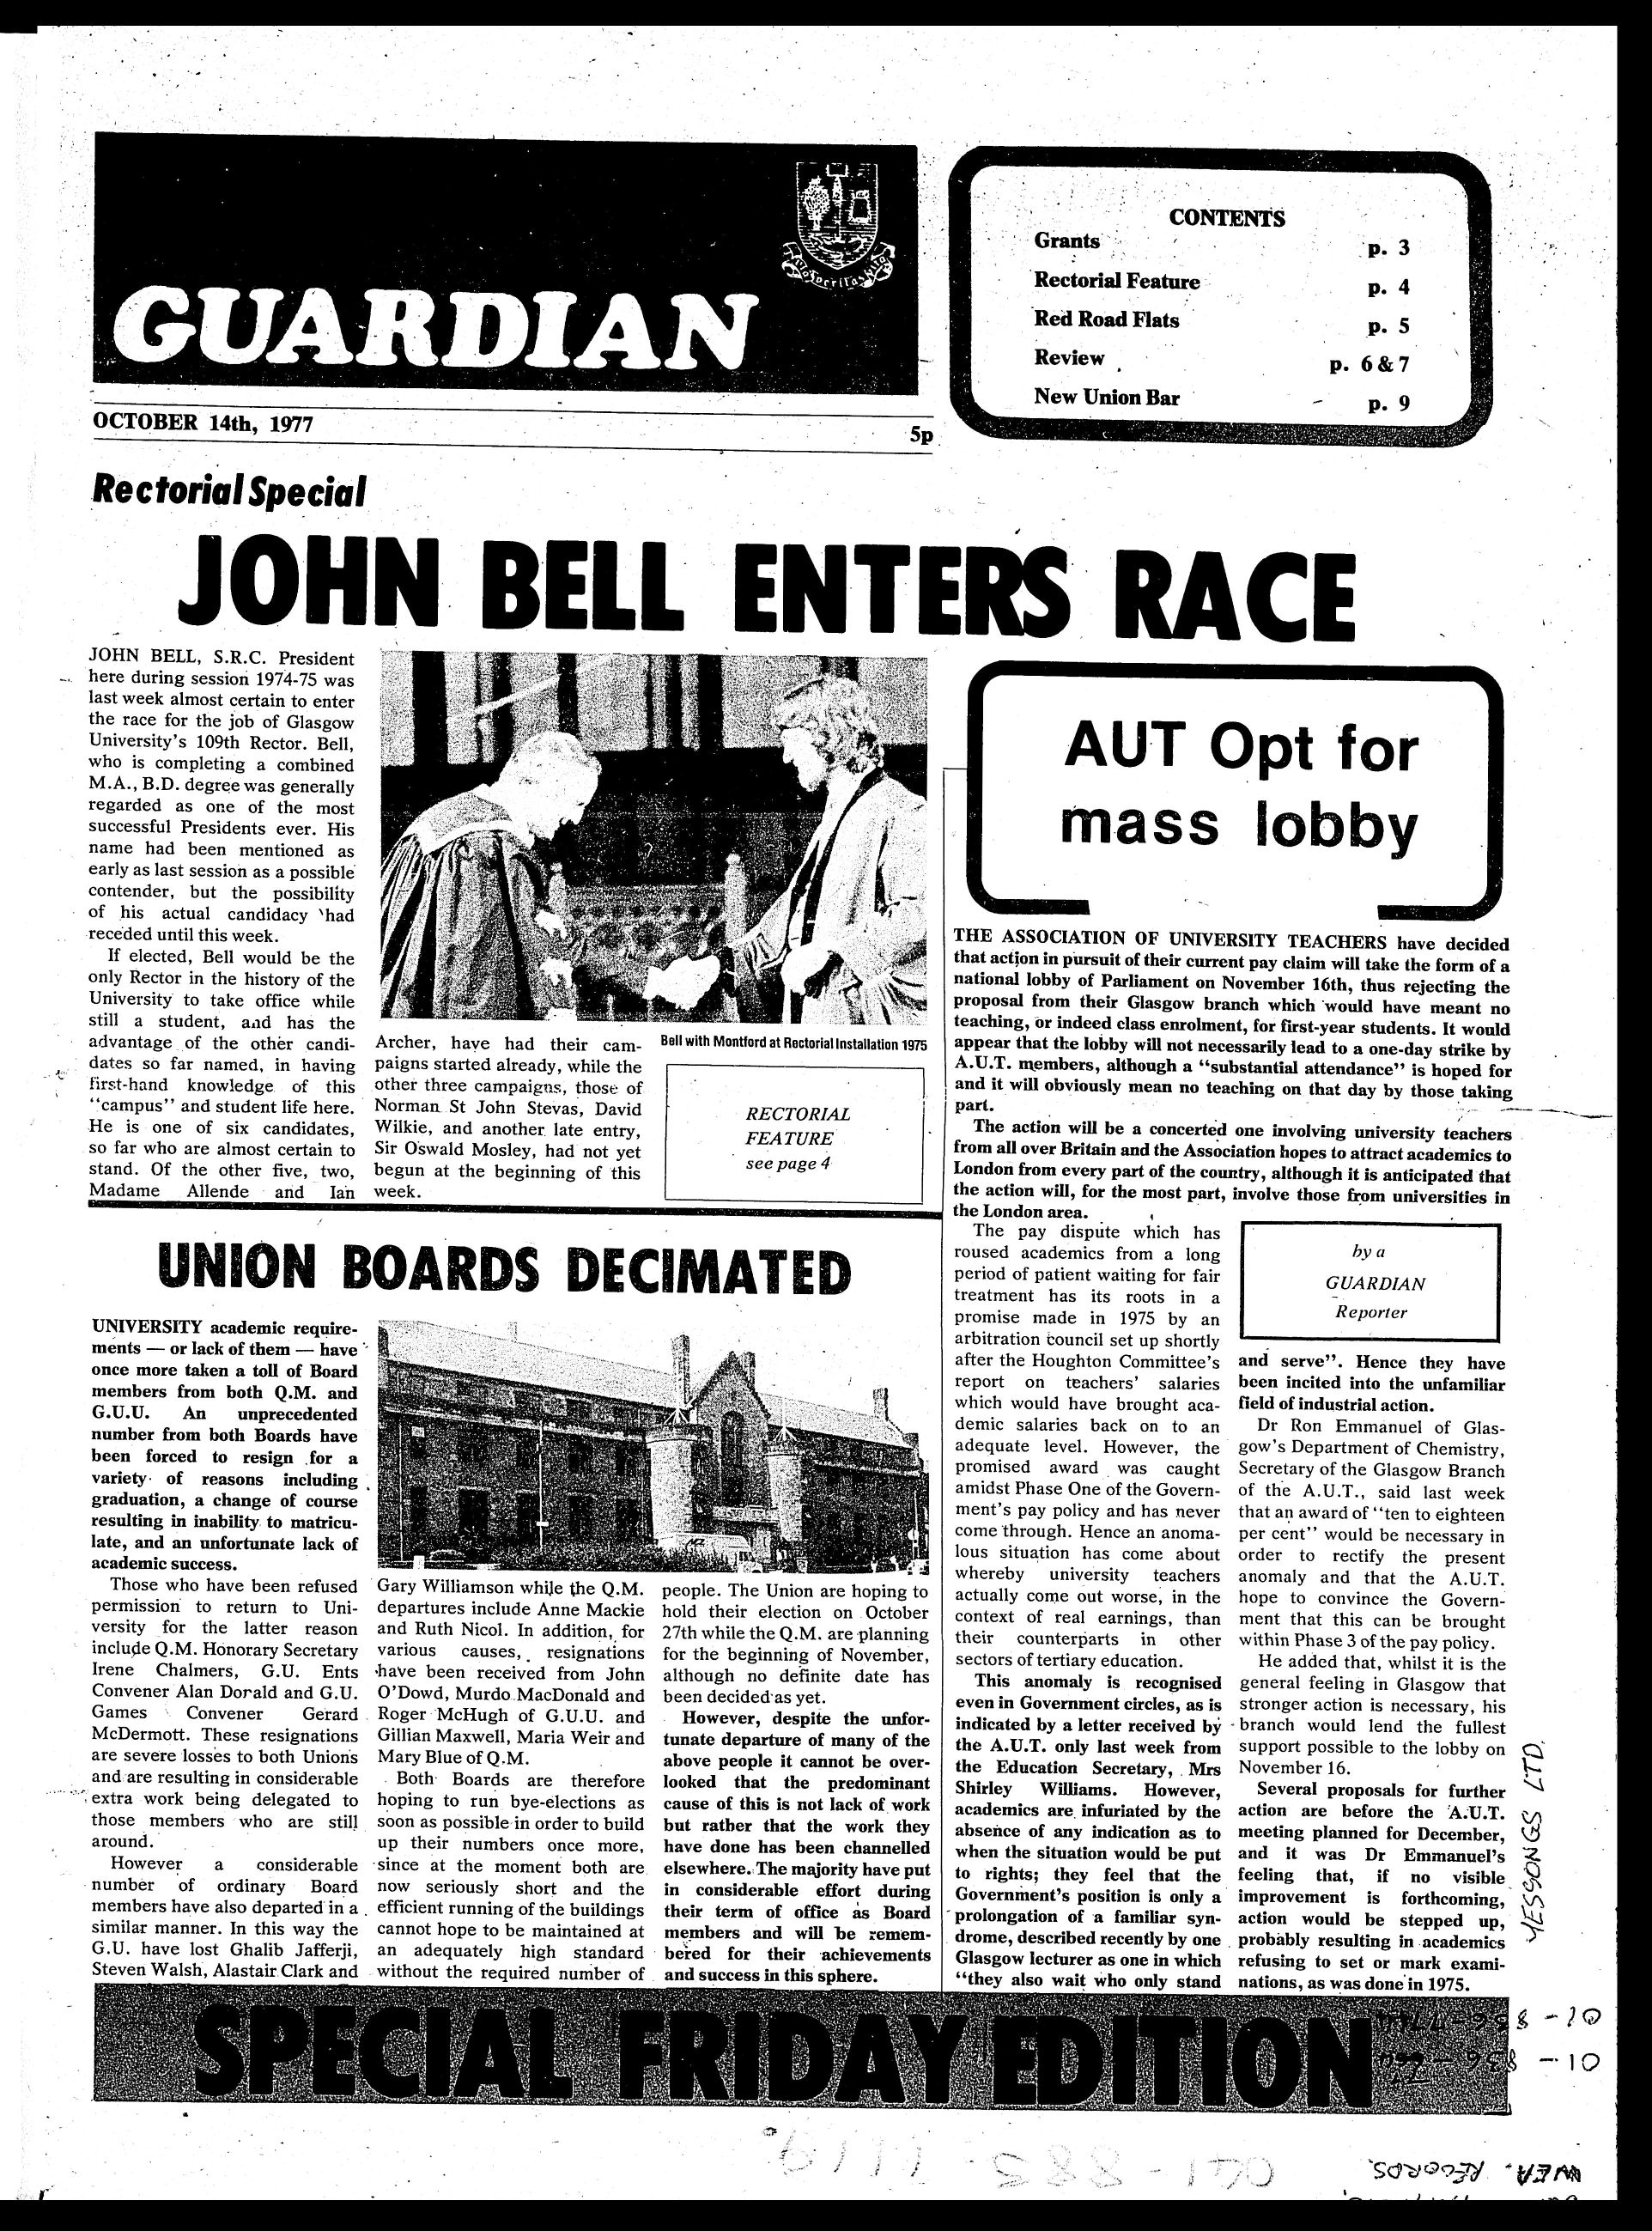 GUARDIAN
OCTOBER 14th, 1977
5p
CONTENTS
Grants p. 3
Rectorial Feature p. 4
Red Road Flats p. 5
Review p. 6 & 7
New Union Bar p. 9
Rectorial Special
JOHN BELL ENTERS RACE
JOHN BELL, S.R.C. President
here during session 1974-75 was
last week almost certain to enter
the race for the job of Glasgow
University's 109th Rector. Bell,
who is completing a combined
M.A., B.D. degree was generally
regarded as one of the most
successful Presidents ever. His
name had been mentioned as
early as last session as a possible
contender, but the possibility
of his actual candidacy had
receded until this week.
If elected, Bell would be the
only Rector in the history of the
University to take office while
still a student, and has the
advantage of the other candi-
dates so far named, in having
first-hand knowledge of this
"campus" and student life here.
He is one of six candidates,
so far who are almost certain to
stand. Of the other five, two,
Madame Allende and Ian
Archer, have had their cam-
paigns started already, while the
other three campaigns, those of
Norman St John Stevas, David
Wilkie, and another late entry,
Sir Oswald Mosley, had not yet
begun at the beginning of this
week.
Bell with Montford at Rectorial Installation 1975
RECTORIAL
FEATURE
see page 4
UNION BOARDS DECIMATED
UNIVERSITY academic require-
ments — or lack of them — have
once more taken a toll of Board
members from both Q.M. and
G.U.U. An unprecedented
number from both Boards have
been forced to resign for a
variety of reasons including
graduation, a change of course
resulting in inability to matricu-
late, and an unfortunate lack of
academic success.
Those who have been refused
permission to return to Uni-
versity for the latter reason
include Q.M. Honorary Secretary
Irene Chalmers, G.U. Ents
Convener Alan Dorald and G.U.
Games Convener Gerard
McDermott. These resignations
are severe losses to both Unions
and are resulting in considerable
extra work being delegated to
those members who are still
around.
However a considerable
number of ordinary Board
members have also departed in a
similar manner. In this way the
G.U. have lost Ghalib Jafferji,
Steven Walsh, Alastair Clark and
Gary Williamson while the Q.M.
departures include Anne Mackie
and Ruth Nicol. In addition, for
various causes, resignations
have been received from John
O'Dowd, Murdo MacDonald and
Roger McHugh of G.U.U. and
Gillian Maxwell, Maria Weir and
Mary Blue of Q.M.
Both Boards are therefore
hoping to run bye-elections as
soon as possible in order to build
up their numbers once more,
since at the moment both are
now seriously short and the
efficient running of the buildings
cannot hope to be maintained at
an adequately high standard
without the required number of
people. The Union are hoping to
hold their election on October
27th while the Q.M. are planning
for the beginning of November,
although no definite date has
been decided as yet.
However, despite the unfor-
tunate departure of many of the
above people it cannot be over-
looked that the predominant
cause of this is not lack of work
but rather that the work they
have done has been channelled
elsewhere. The majority have put
in considerable effort during
their term of office as Board
members and will be remem-
bered for their achievements
and success in this sphere.
AUT Opt for
mass lobby
THE ASSOCIATION OF UNIVERSITY TEACHERS have decided
that action in pursuit of their current pay claim will take the form of a
national lobby of Parliament on November 16th, thus rejecting the
proposal from their Glasgow branch which would have meant no
teaching, or indeed class enrolment, for first-year students. It would
appear that the lobby will not necessarily lead to a one-day strike by
A.U.T. members, although a "substantial attendance" is hoped for
and it will obviously mean no teaching on that day by those taking
part.
The action will be a concerted one involving university teachers
from all over Britain and the Association hopes to attract academics to
London from every part of the country, although it is anticipated that
the action will, for the most part, involve those from universities in
the London area.
The pay dispute which has
roused academics from a long
period of patient waiting for fair
treatment has its roots in a
promise made in 1975 by an
arbitration council set up shortly
after the Houghton Committee's
report on teachers' salaries
which would have brought aca-
demic salaries back on to an
adequate level. However, the
promised award was caught
amidst Phase One of the Govern-
ment's pay policy and has never
come through. Hence an anoma-
lous situation has come about
whereby university teachers
actually come out worse, in the
context of real earnings, than
their counterparts in other
sectors of tertiary education.
This anomaly is recognised
even in Government circles, as is
indicated by a letter received by
the A.U.T. only last week from
the Education Secretary, Mrs
Shirley Williams. However,
academics are infuriated by the
absence of any indication as to
when the situation would be put
to rights; they feel that the
Government's position is only a
prolongation of a familiar syn-
drome, described recently by one
Glasgow lecturer as one in which
"they also wait who only stand
by a
GUARDIAN
Reporter
and serve". Hence they have
been incited into the unfamiliar
field of industrial action.
Dr Ron Emmanuel of Glas-
gow's Department of Chemistry,
Secretary of the Glasgow Branch
of the A.U.T., said last week
that an award of "ten to eighteen
per cent" would be necessary in
order to rectify the present
anomaly and that the A.U.T.
hope to convince the Govern-
ment that this can be brought
within Phase 3 of the pay policy.
He added that, whilst it is the
general feeling in Glasgow that
stronger action is necessary, his
branch would lend the fullest
support possible to the lobby on
November 16.
Several proposals for further
action are before the A.U.T.
meeting planned for December,
and it was Dr Emmanuel's
feeling that, if no visible
improvement is forthcoming,
action would be stepped up,
probably resulting in academics
refusing to set or mark exami-
nations, as was done in 1975.
YESSONGS LTD.
SPECIAL FRIDAY EDITION
WEA RECORDS.